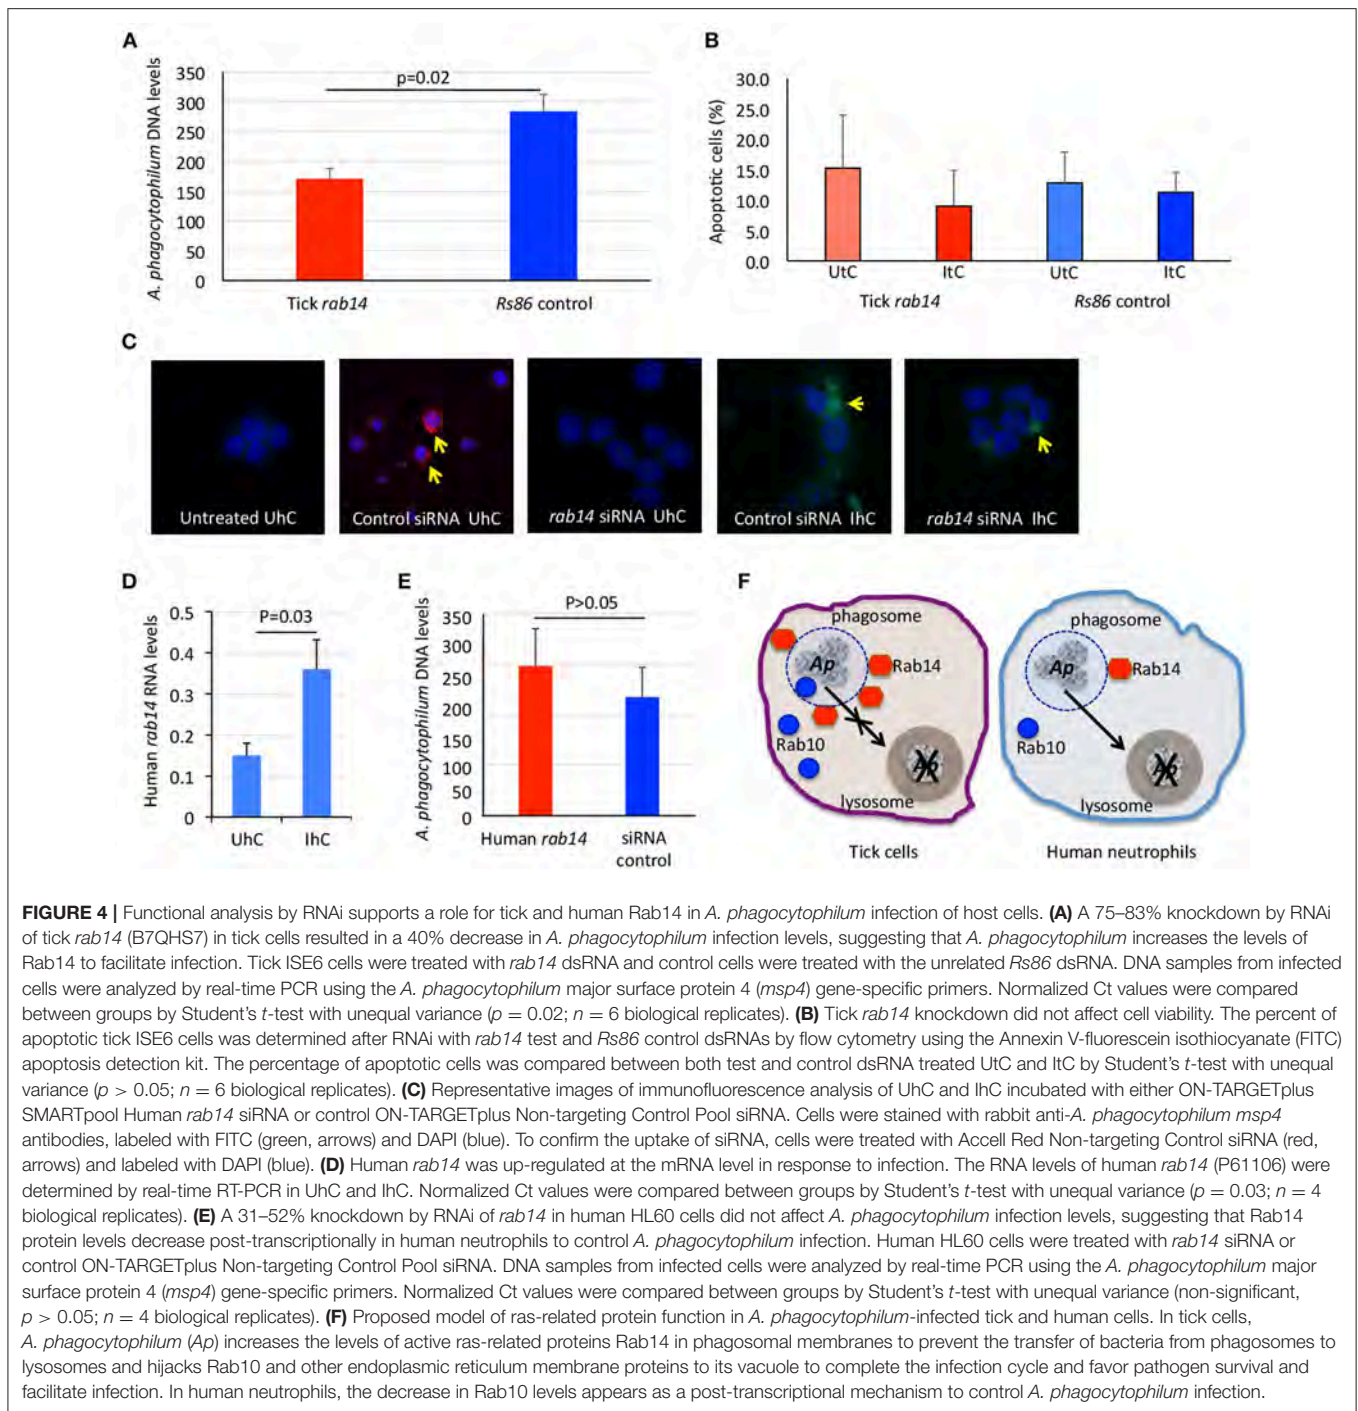 A
A. phagocytophilum DNA levels
350
300
250
200
150
100
50
0
p=0.02
Tick rab14
Rs86 control
B
Apoptotic cells (%)
30.0
25.0
20.0
15.0
10.0
5.0
0.0
UtC
ItC
UtC
ItC
Tick rab14
Rs86 control
C
Untreated UhC
Control siRNA UhC
rab14 siRNA UhC
Control siRNA IhC
rab14 siRNA IhC
D
Human rab14 RNA levels
0.5
0.4
0.3
0.2
0.1
0
P=0.03
UhC
IhC
E
A. phagocytophilum DNA levels
350
300
250
200
150
100
50
0
P>0.05
Human rab14
siRNA
control
F
phagosome
Ap
Rab14
Rab10
Ap
lysosome
Tick cells
phagosome
Ap
Rab14
Rab10
Ap
lysosome
Human neutrophils
FIGURE 4 | Functional analysis by RNAi supports a role for tick and human Rab14 in A. phagocytophilum infection of host cells. (A) A 75–83% knockdown by RNAi
of tick rab14 (B7QHS7) in tick cells resulted in a 40% decrease in A. phagocytophilum infection levels, suggesting that A. phagocytophilum increases the levels of
Rab14 to facilitate infection. Tick ISE6 cells were treated with rab14 dsRNA and control cells were treated with the unrelated Rs86 dsRNA. DNA samples from infected
cells were analyzed by real-time PCR using the A. phagocytophilum major surface protein 4 (msp4) gene-specific primers. Normalized Ct values were compared
between groups by Student's t-test with unequal variance (p = 0.02; n = 6 biological replicates). (B) Tick rab14 knockdown did not affect cell viability. The percent of
apoptotic tick ISE6 cells was determined after RNAi with rab14 test and Rs86 control dsRNAs by flow cytometry using the Annexin V-fluorescein isothiocyanate (FITC)
apoptosis detection kit. The percentage of apoptotic cells was compared between both test and control dsRNA treated UtC and ItC by Student's t-test with unequal
variance (p > 0.05; n = 6 biological replicates). (C) Representative images of immunofluorescence analysis of UhC and IhC incubated with either ON-TARGETplus
SMARTpool Human rab14 siRNA or control ON-TARGETplus Non-targeting Control Pool siRNA. Cells were stained with rabbit anti-A. phagocytophilum msp4
antibodies, labeled with FITC (green, arrows) and DAPI (blue). To confirm the uptake of siRNA, cells were treated with Accell Red Non-targeting Control siRNA (red,
arrows) and labeled with DAPI (blue). (D) Human rab14 was up-regulated at the mRNA level in response to infection. The RNA levels of human rab14 (P61106) were
determined by real-time RT-PCR in UhC and IhC. Normalized Ct values were compared between groups by Student's t-test with unequal variance (p = 0.03; n = 4
biological replicates). (E) A 31–52% knockdown by RNAi of rab14 in human HL60 cells did not affect A. phagocytophilum infection levels, suggesting that Rab14
protein levels decrease post-transcriptionally in human neutrophils to control A. phagocytophilum infection. Human HL60 cells were treated with rab14 siRNA or
control ON-TARGETplus Non-targeting Control Pool siRNA. DNA samples from infected cells were analyzed by real-time PCR using the A. phagocytophilum major
surface protein 4 (msp4) gene-specific primers. Normalized Ct values were compared between groups by Student's t-test with unequal variance (non-significant,
p > 0.05; n = 4 biological replicates). (F) Proposed model of ras-related protein function in A. phagocytophilum-infected tick and human cells. In tick cells,
A. phagocytophilum (Ap) increases the levels of active ras-related proteins Rab14 in phagosomal membranes to prevent the transfer of bacteria from phagosomes to
lysosomes and hijacks Rab10 and other endoplasmic reticulum membrane proteins to its vacuole to complete the infection cycle and favor pathogen survival and
facilitate infection. In human neutrophils, the decrease in Rab10 levels appears as a post-transcriptional mechanism to control A. phagocytophilum infection.